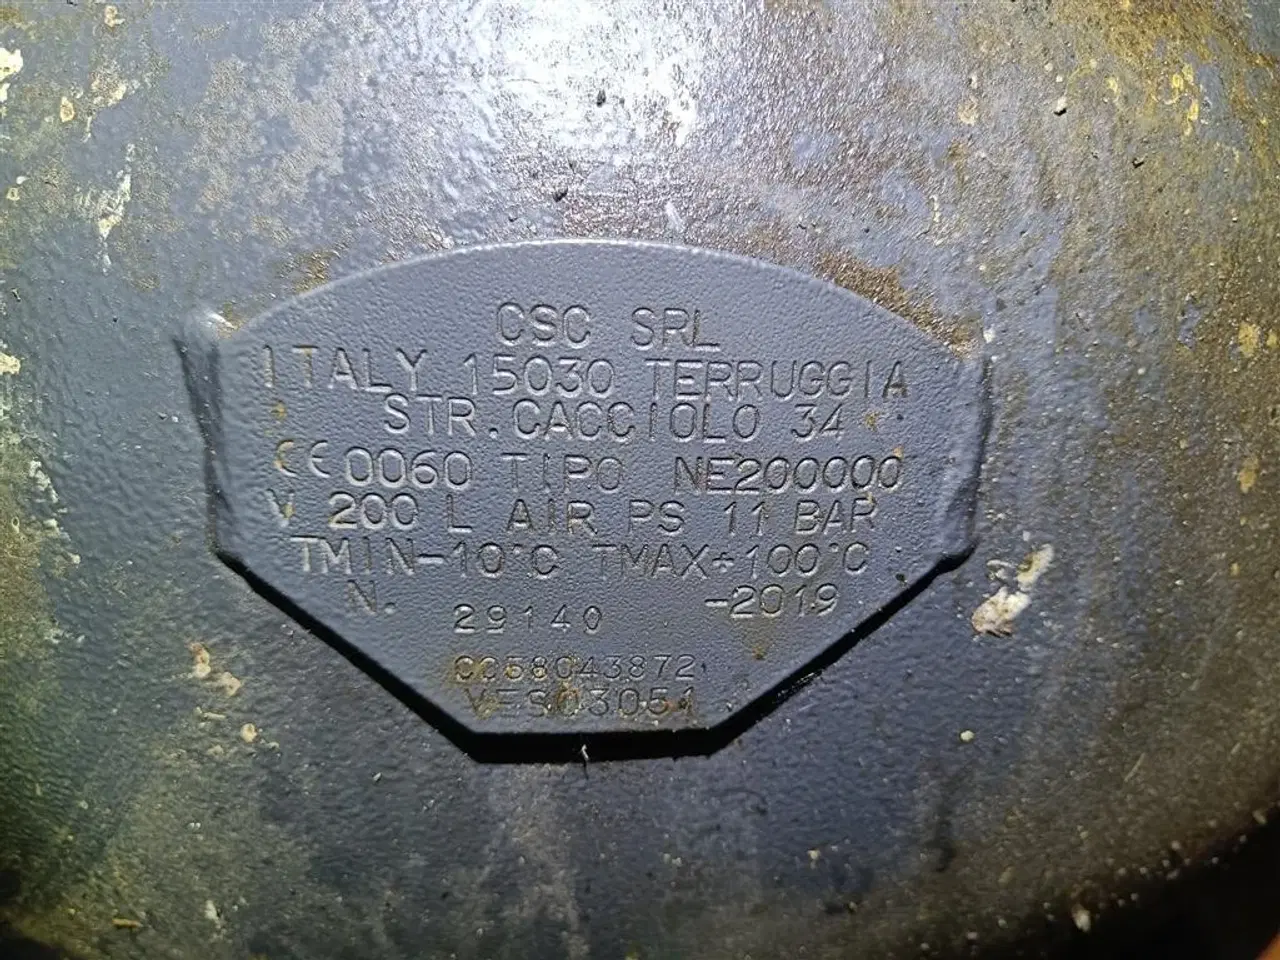 CSC SRL
ITALY 15030 TERRUGGIA
STR. CACCIOLO 34
CE 0060 TIPO NE200000
V 200 L AIR PS 11 BAR
TMIN-10°C TMAX+100°C
N. 29140 -2019
CC58043872
VES03051